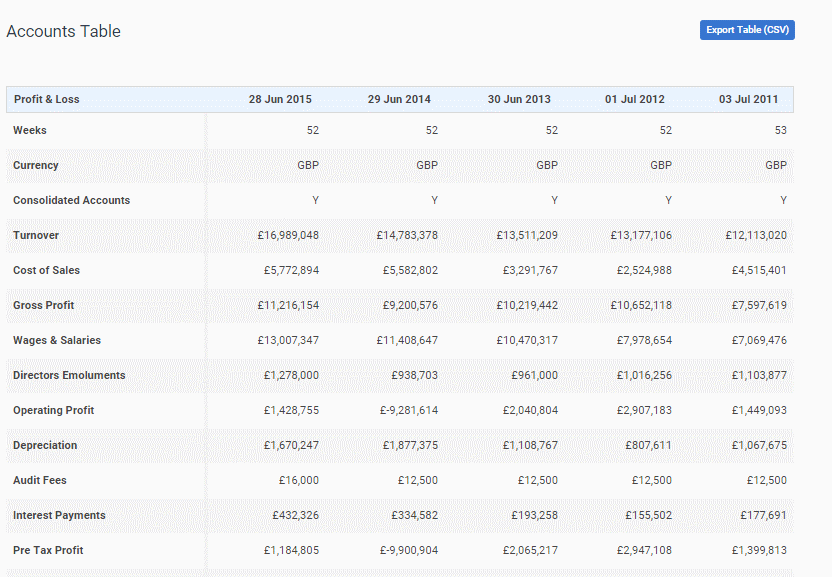 Accounts Table
Export Table (CSV)
Profit & Loss 28 Jun 2015 29 Jun 2014 30 Jun 2013 01 Jul 2012 03 Jul 2011
Weeks 52 52 52 52 53
Currency GBP GBP GBP GBP GBP
Consolidated Accounts Y Y Y Y Y
Turnover £16,989,048 £14,783,378 £13,511,209 £13,177,106 £12,113,020
Cost of Sales £5,772,894 £5,582,802 £3,291,767 £2,524,988 £4,515,401
Gross Profit £11,216,154 £9,200,576 £10,219,442 £10,652,118 £7,597,619
Wages & Salaries £13,007,347 £11,408,647 £10,470,317 £7,978,654 £7,069,476
Directors Emoluments £1,278,000 £938,703 £961,000 £1,016,256 £1,103,877
Operating Profit £1,428,755 £-9,281,614 £2,040,804 £2,907,183 £1,449,093
Depreciation £1,670,247 £1,877,375 £1,108,767 £807,611 £1,067,675
Audit Fees £16,000 £12,500 £12,500 £12,500 £12,500
Interest Payments £432,326 £334,582 £193,258 £155,502 £177,691
Pre Tax Profit £1,184,805 £-9,900,904 £2,065,217 £2,947,108 £1,399,813